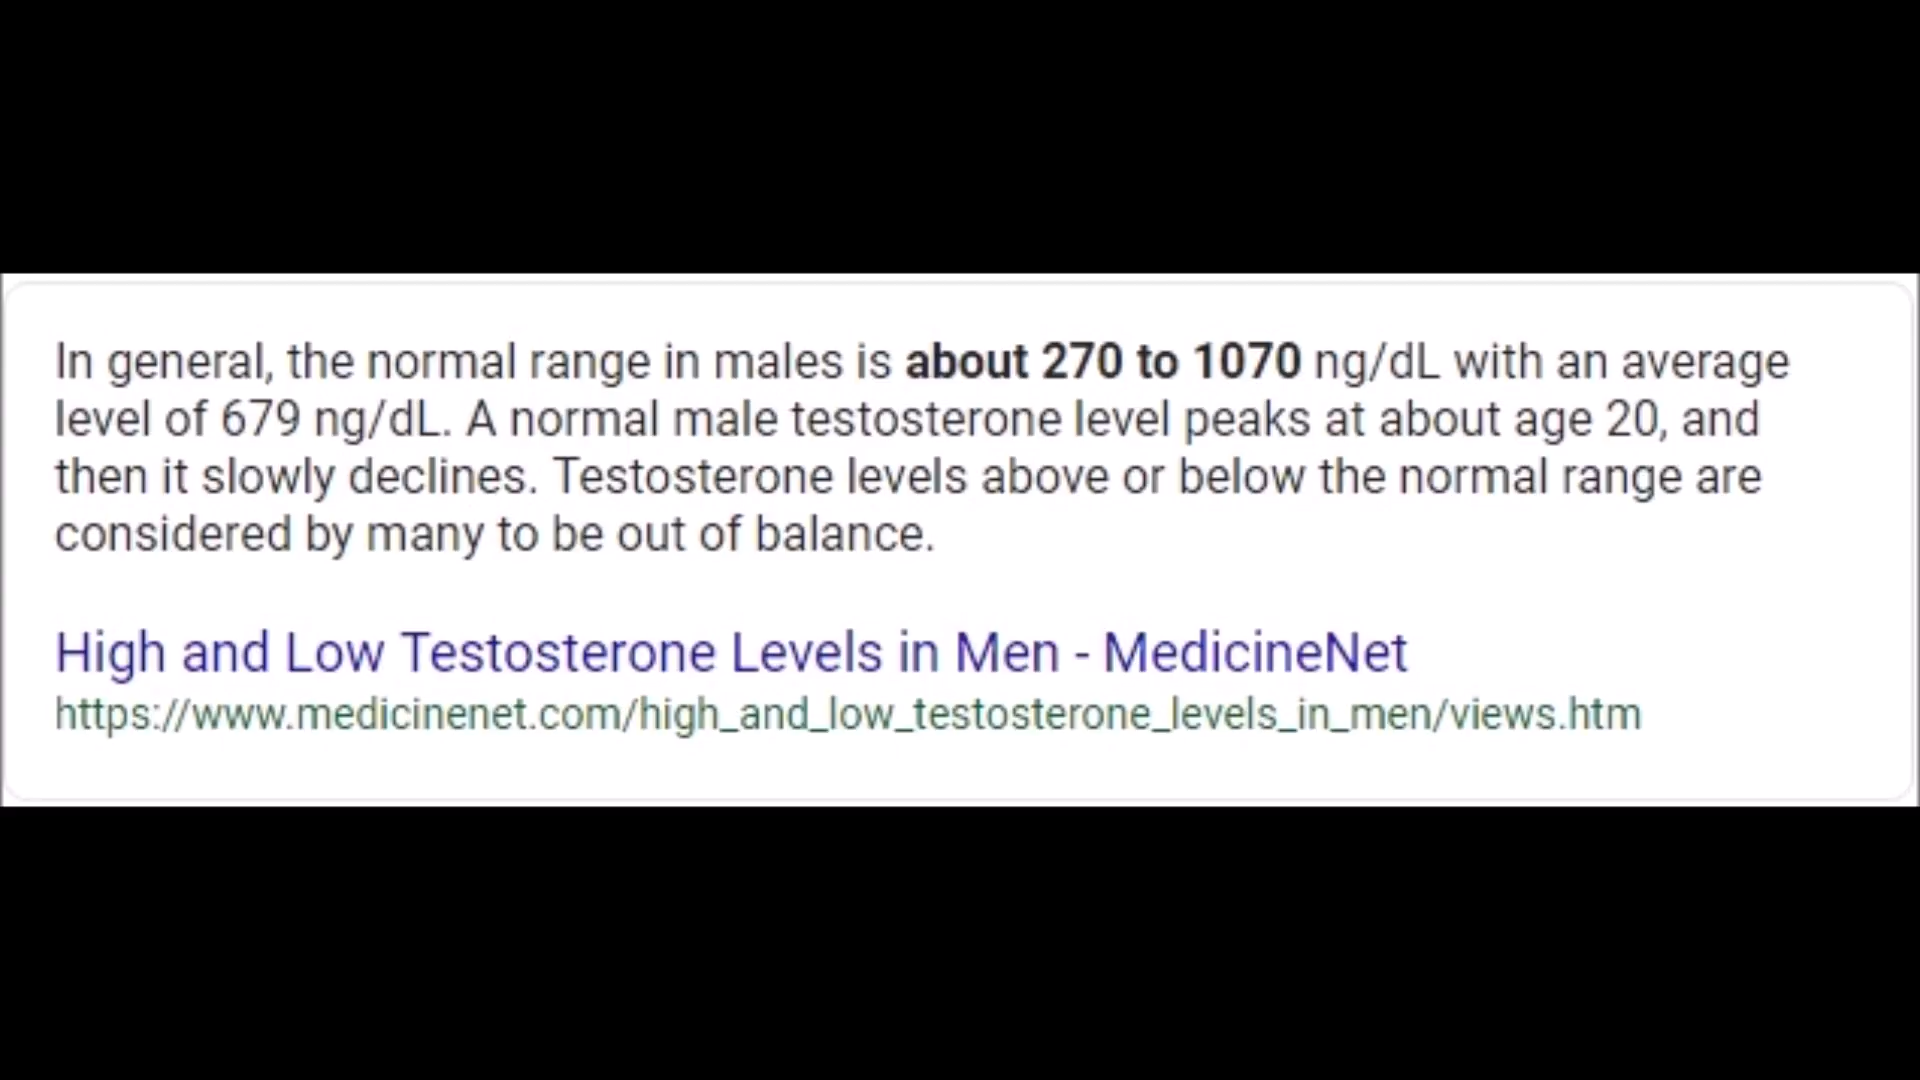 In general, the normal range in males is about 270 to 1070 ng/dL with an average
level of 679 ng/dL. A normal male testosterone level peaks at about age 20, and
then it slowly declines. Testosterone levels above or below the normal range are
considered by many to be out of balance.
High and Low Testosterone Levels in Men - MedicineNet
https://www.medicinenet.com/high_and_low_testosterone_levels_in_men/views.htm